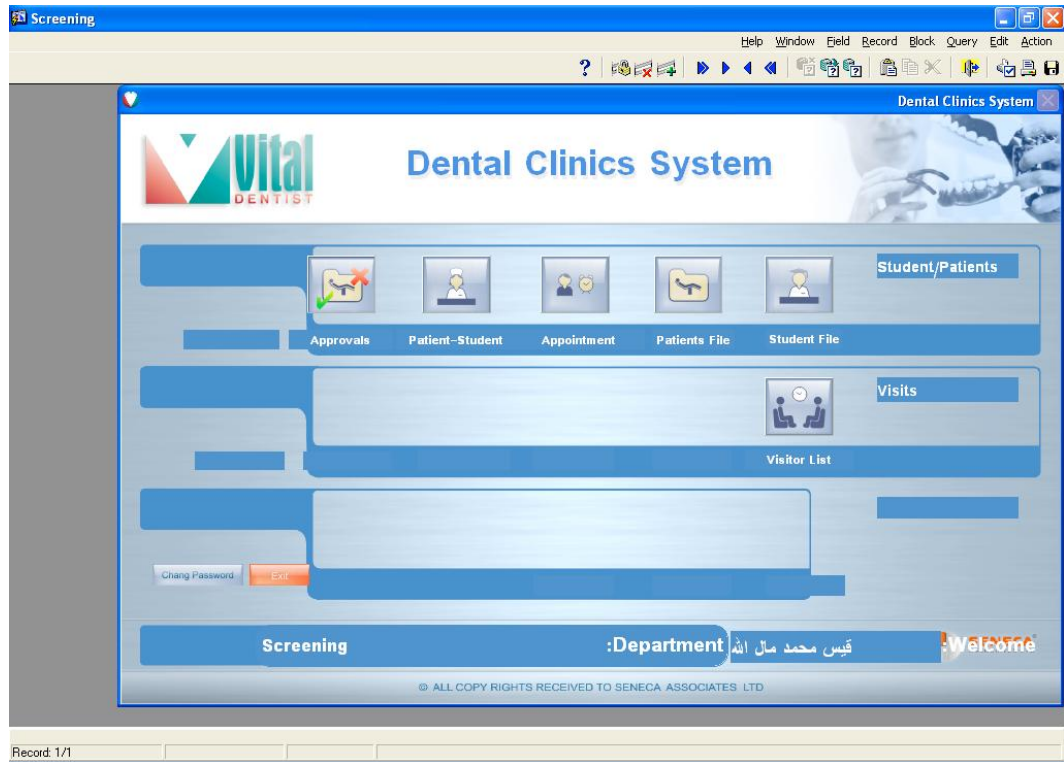 Screening
Help Window Field Record Block Query Edit Action
Dental Clinics System
Vital
DENTIST
Dental Clinics System
Student/Patients
Approvals Patient-Student Appointment Patients File Student File
Visits
Visitor List
Chang Password Exit
Screening :Department قيس محمد مال الله :Welcome
© ALL COPY RIGHTS RECEIVED TO SENECA ASSOCIATES LTD
Record: 1/1